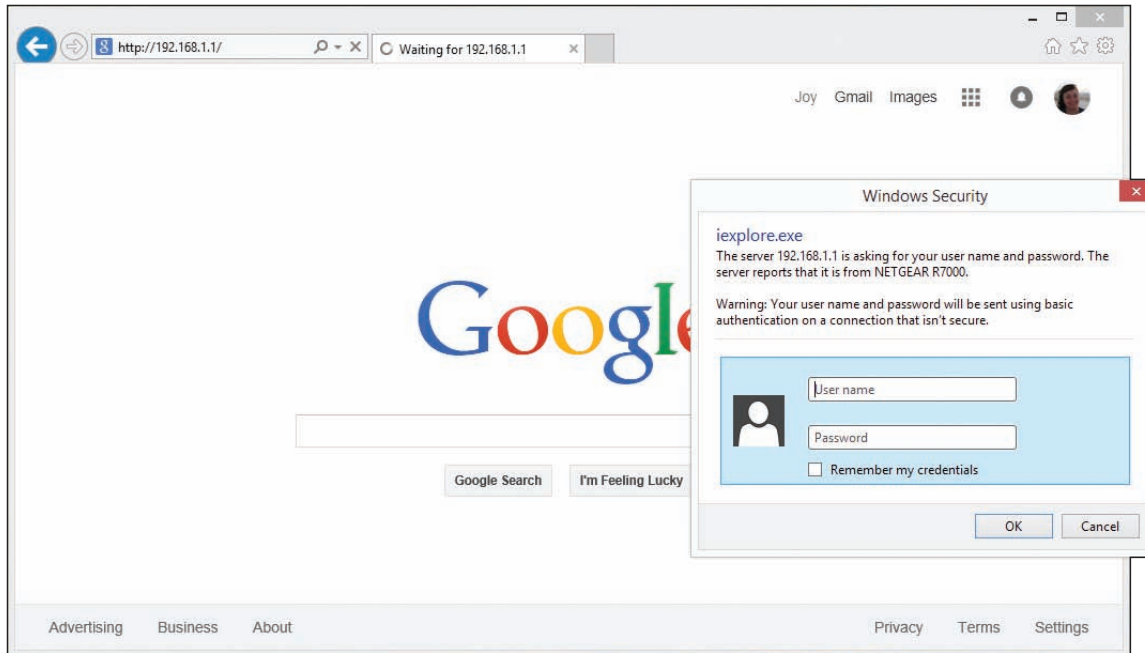 http://192.168.1.1/
Waiting for 192.168.1.1
Joy Gmail Images
Google
Google Search I'm Feeling Lucky
Advertising Business About
Privacy Terms Settings
Windows Security
iexplore.exe
The server 192.168.1.1 is asking for your user name and password. The
server reports that it is from NETGEAR R7000.
Warning: Your user name and password will be sent using basic
authentication on a connection that isn't secure.
User name
Password
Remember my credentials
OK Cancel